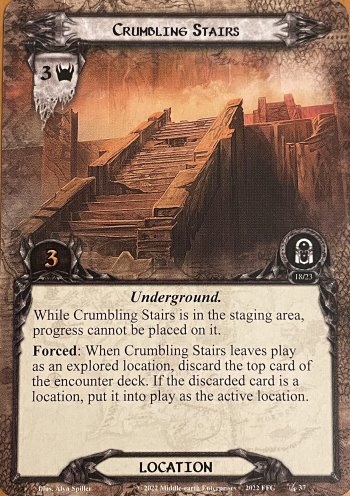 Crumbling Stairs
3
3
18/23
Underground.
While Crumbling Stairs is in the staging area,
progress cannot be placed on it.
Forced: When Crumbling Stairs leaves play
as an explored location, discard the top card of
the encounter deck. If the discarded card is a
location, put it into play as the active location.
Illus. Alva Spiller © 2022 Middle-earth Enterprises © 2022 FFG 37
LOCATION